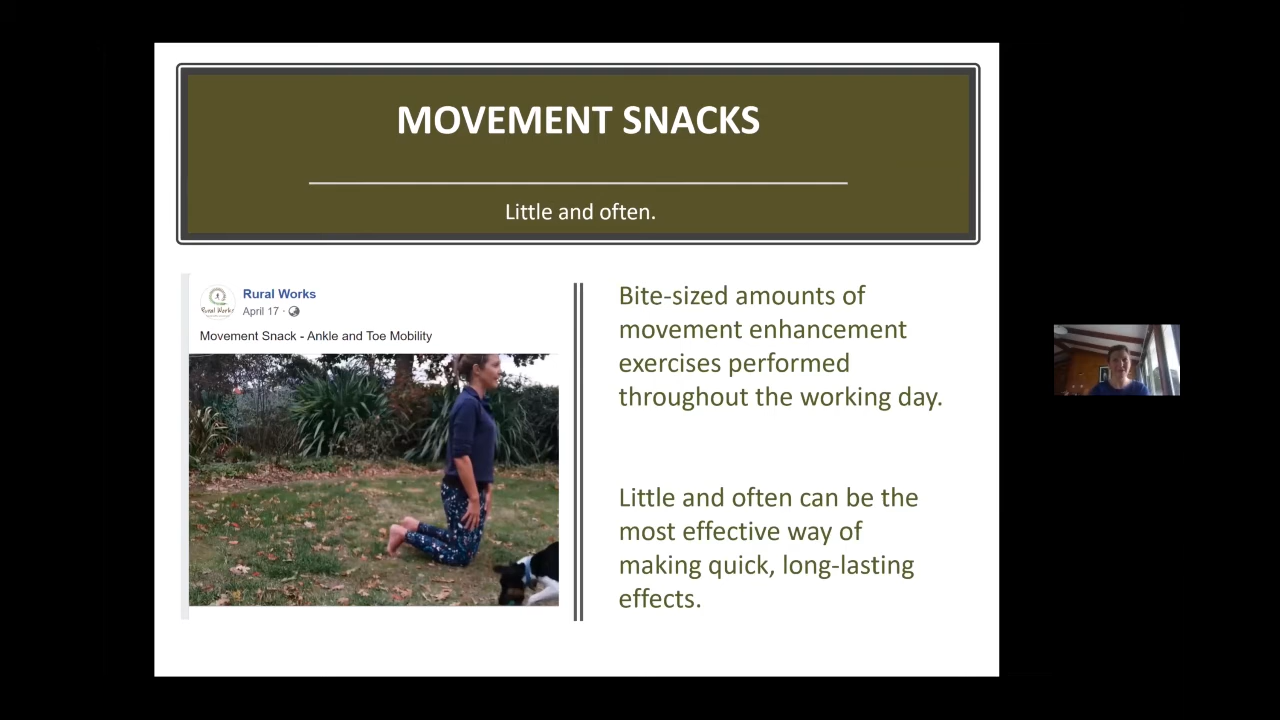 MOVEMENT SNACKS
Little and often.
Rural Works
April 17 ·
Movement Snack - Ankle and Toe Mobility
Rural Works
Bite-sized amounts of
movement enhancement
exercises performed
throughout the working day.
Little and often can be the
most effective way of
making quick, long-lasting
effects.